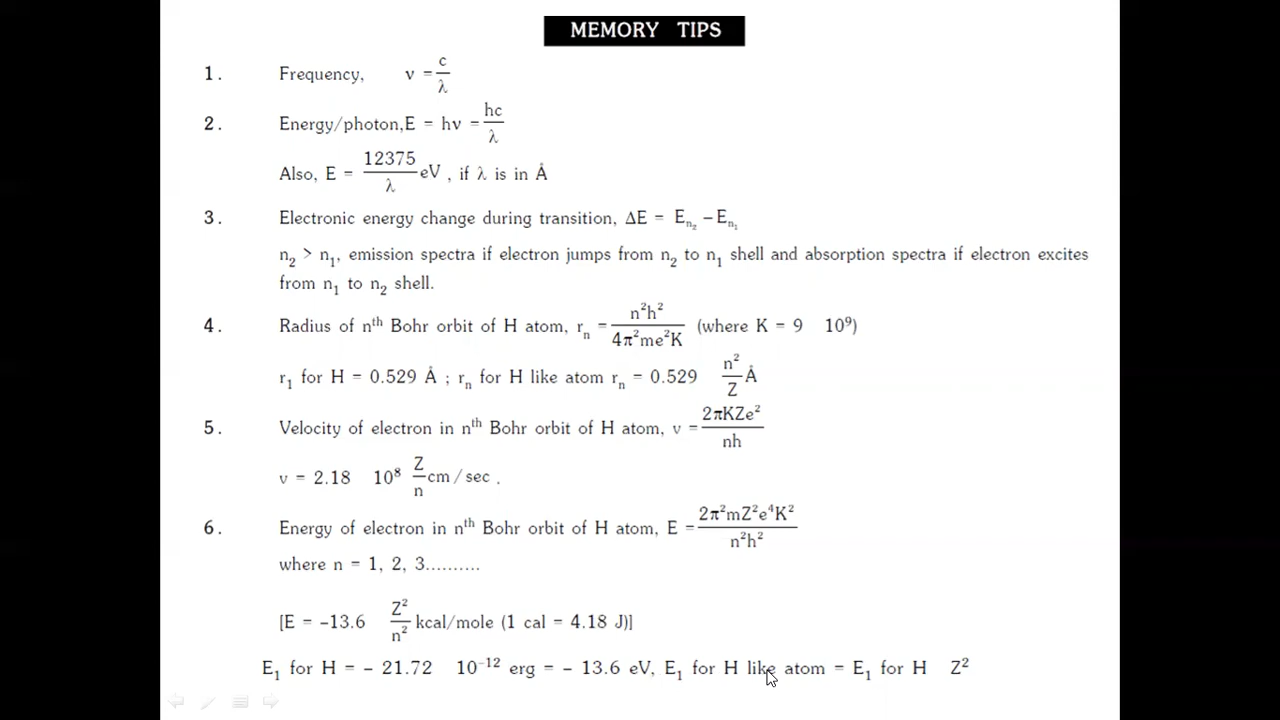 MEMORY TIPS
1. Frequency, ν = c/λ
2. Energy/photon,E = hν = hc/λ
Also, E = 12375/λ eV , if λ is in Å
3. Electronic energy change during transition, ΔE = Eₙ₂ – Eₙ₁
n₂ > n₁, emission spectra if electron jumps from n₂ to n₁ shell and absorption spectra if electron excites
from n₁ to n₂ shell.
4. Radius of nᵗʰ Bohr orbit of H atom, rₙ = n²h²/4π²me²K (where K = 9 10⁹)
r₁ for H = 0.529 Å ; rₙ for H like atom rₙ = 0.529 n²/Z Å
5. Velocity of electron in nᵗʰ Bohr orbit of H atom, v = 2πKZe²/nh
v = 2.18 10⁸ Z/n cm/sec .
6. Energy of electron in nᵗʰ Bohr orbit of H atom, E = 2π²mZ²e⁴K²/n²h²
where n = 1, 2, 3..........
[E = –13.6 Z²/n² kcal/mole (1 cal = 4.18 J)]
E₁ for H = – 21.72 10⁻¹² erg = – 13.6 eV, E₁ for H like atom = E₁ for H Z²